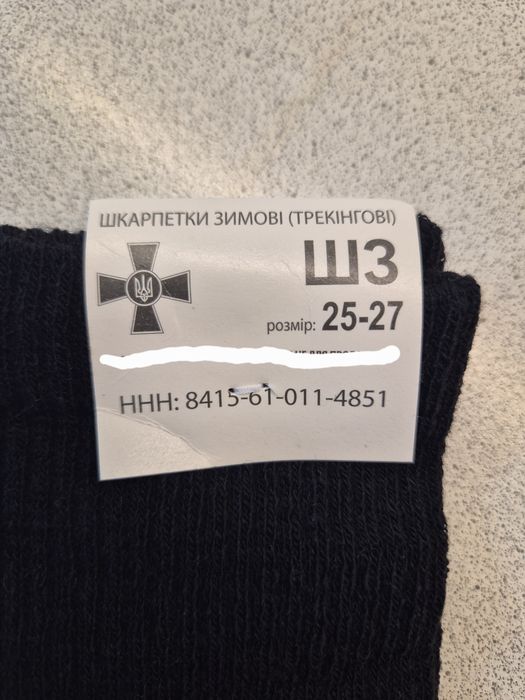 ШКАРПЕТКИ ЗИМОВІ (ТРЕКІНГОВІ)
ШЗ
розмір: 25-27
ННН: 8415-61-011-4851